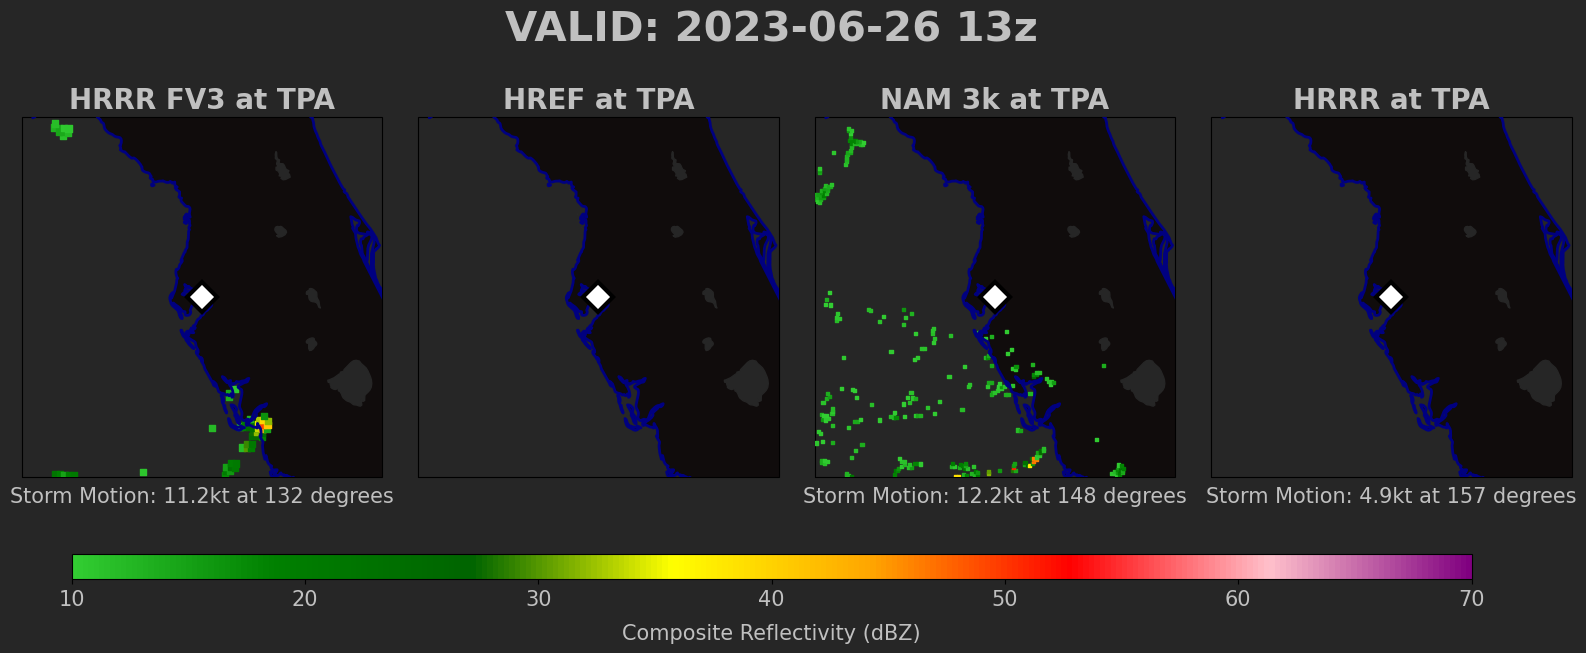 VALID: 2023-06-26 13z
HRRR FV3 at TPA
HREF at TPA
NAM 3k at TPA
HRRR at TPA
Storm Motion: 11.2kt at 132 degrees
Storm Motion: 12.2kt at 148 degrees
Storm Motion: 4.9kt at 157 degrees
10 20 30 40 50 60 70
Composite Reflectivity (dBZ)